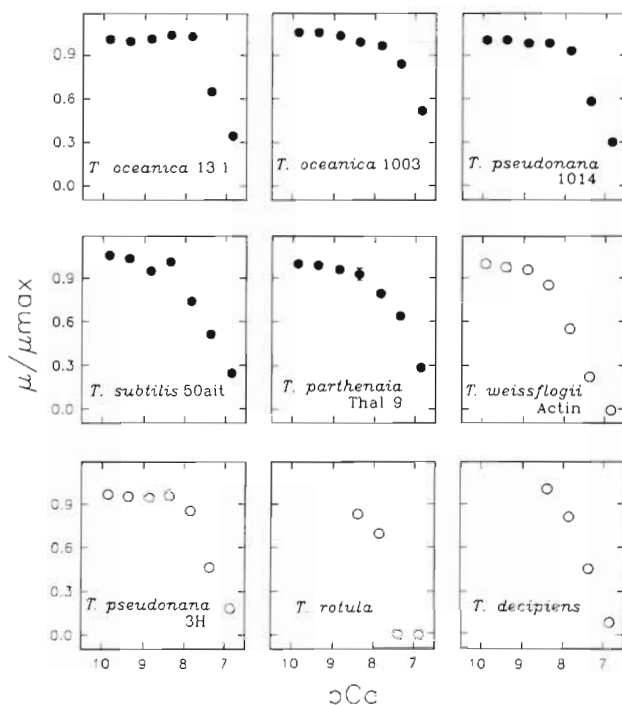 0.9
0.6
0.3
0.0
T oceanica 13 1
T. oceanica 1003
T. pseudonana
1014
0.9
0.6
0.3
0.0
T. subtilis 50ait
T. parthenaia
Thal 9
T. weissflogii
Actin
μ/μmax
0.9
0.6
0.3
0.0
T. pseudonana
3H
T. rotula
T. decipiens
10 9 8 7
10 9 8 7
10 9 8 7